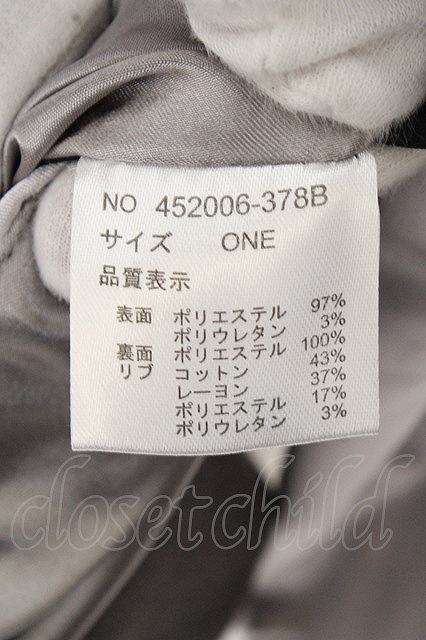 NO 452006-378B
サイズ ONE
品質表示
表面 ポリエステル 97%
ポリウレタン 3%
裏面 ポリエステル 100%
リブ コットン 43%
レーヨン 37%
ポリエステル 17%
ポリウレタン 3%
closetchild